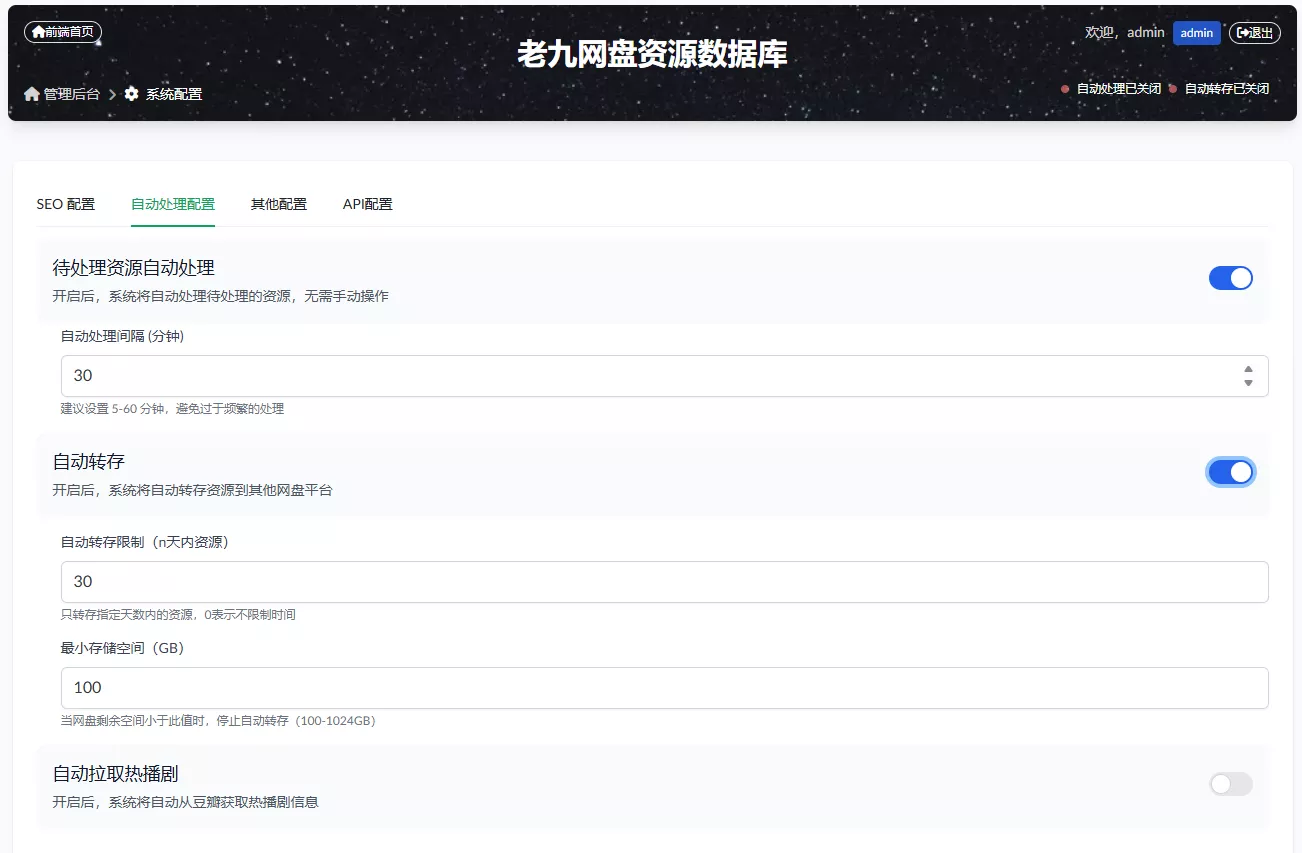 前端首页
欢迎，admin admin 退出
老九网盘资源数据库
管理后台 系统配置
自动处理已关闭 自动转存已关闭
SEO 配置 自动处理配置 其他配置 API配置
待处理资源自动处理
开启后，系统将自动处理待处理的资源，无需手动操作
自动处理间隔 (分钟)
30
建议设置 5-60 分钟，避免过于频繁的处理
自动转存
开启后，系统将自动转存资源到其他网盘平台
自动转存限制（n天内资源）
30
只转存指定天数内的资源，0表示不限制时间
最小存储空间（GB）
100
当网盘剩余空间小于此值时，停止自动转存（100-1024GB）
自动拉取热播剧
开启后，系统将自动从豆瓣获取热播剧信息